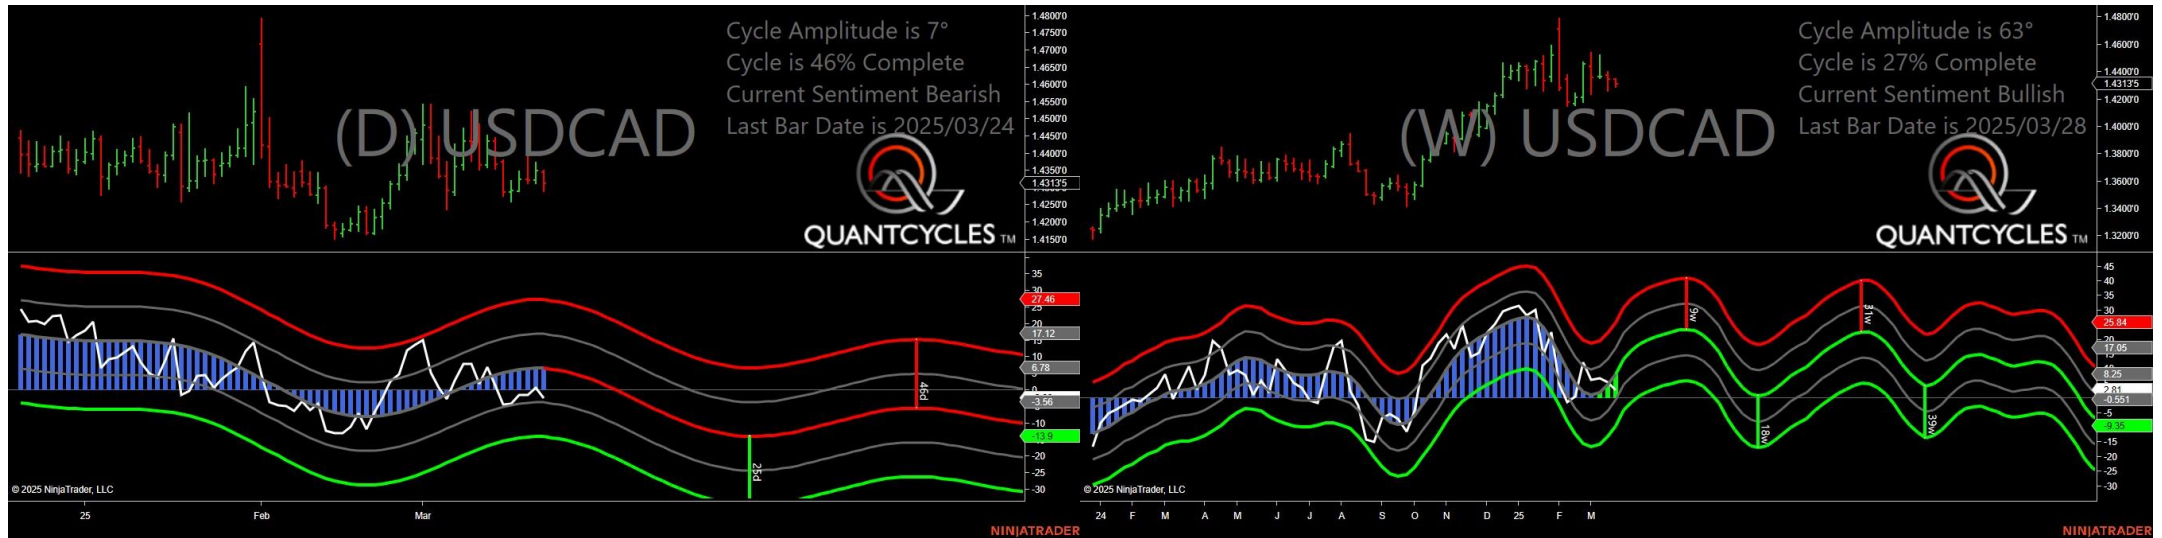 Cycle Amplitude is 7°
Cycle is 46% Complete
Current Sentiment Bearish
Last Bar Date is 2025/03/24
(D) USDCAD
QUANTCYCLES TM
1.4800'0
1.4750'0
1.4700'0
1.4650'0
1.4600'0
1.4550'0
1.4500'0
1.4450'0
1.4400'0
1.4350'0
1.4313'5
1.4250'0
1.4200'0
1.4150'0
35
30
27.46
25
20
17.12
15
10
6.78
0
-3.56
-10
-13.9
-20
-25
-30
46d
25d
© 2025 NinjaTrader, LLC
25 Feb Mar
NINJATRADER
Cycle Amplitude is 63°
Cycle is 27% Complete
Current Sentiment Bullish
Last Bar Date is 2025/03/28
(W) USDCAD
QUANTCYCLES TM
1.4800'0
1.4600'0
1.4400'0
1.4313'5
1.4200'0
1.4000'0
1.3800'0
1.3600'0
1.3400'0
1.3200'0
45
40
35
30
25.84
20
17.05
8.25
2.81
-0.551
-5
-9.35
-15
-20
-25
-30
9w
31w
18w
39w
© 2025 NinjaTrader, LLC
24 F M A M J J A S O N D 25 F M
NINJATRADER